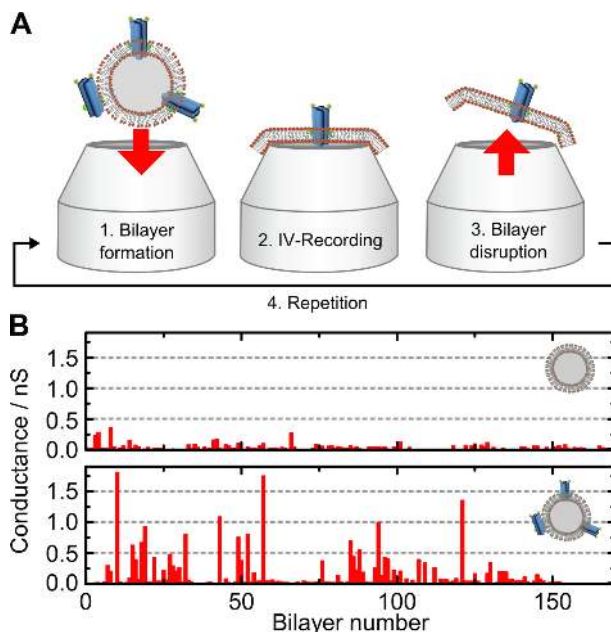 A
1. Bilayer
formation
2. IV-Recording
3. Bilayer
disruption
4. Repetition
B
Conductance / nS
1.5
1.0
0.5
0.0
1.5
1.0
0.5
0.0
0
50
100
150
Bilayer number